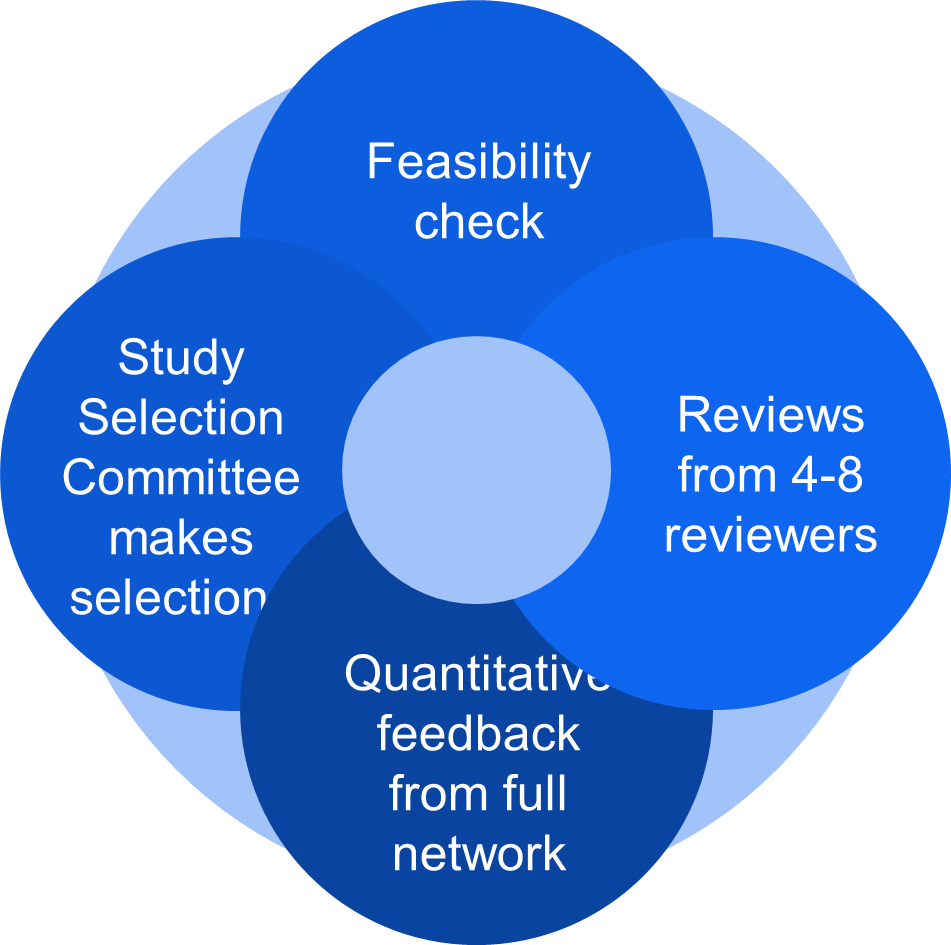 Feasibility
check
Reviews
from 4-8
reviewers
Quantitative
feedback
from full
network
Study
Selection
Committee
makes
selection